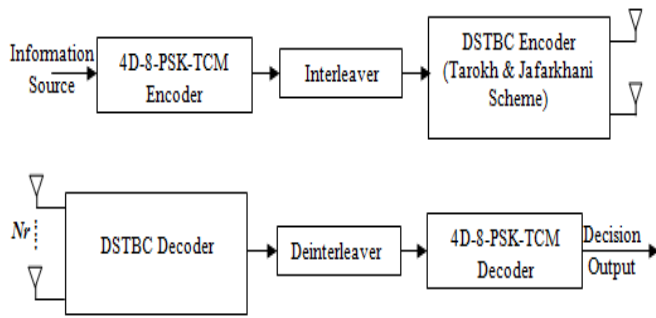 Information
Source
4D-8-PSK-TCM
Encoder
Interleaver
DSTBC Encoder
(Tarokh & Jafarkhani
Scheme)
Nr
DSTBC Decoder
Deinterleaver
4D-8-PSK-TCM
Decoder
Decision
Output